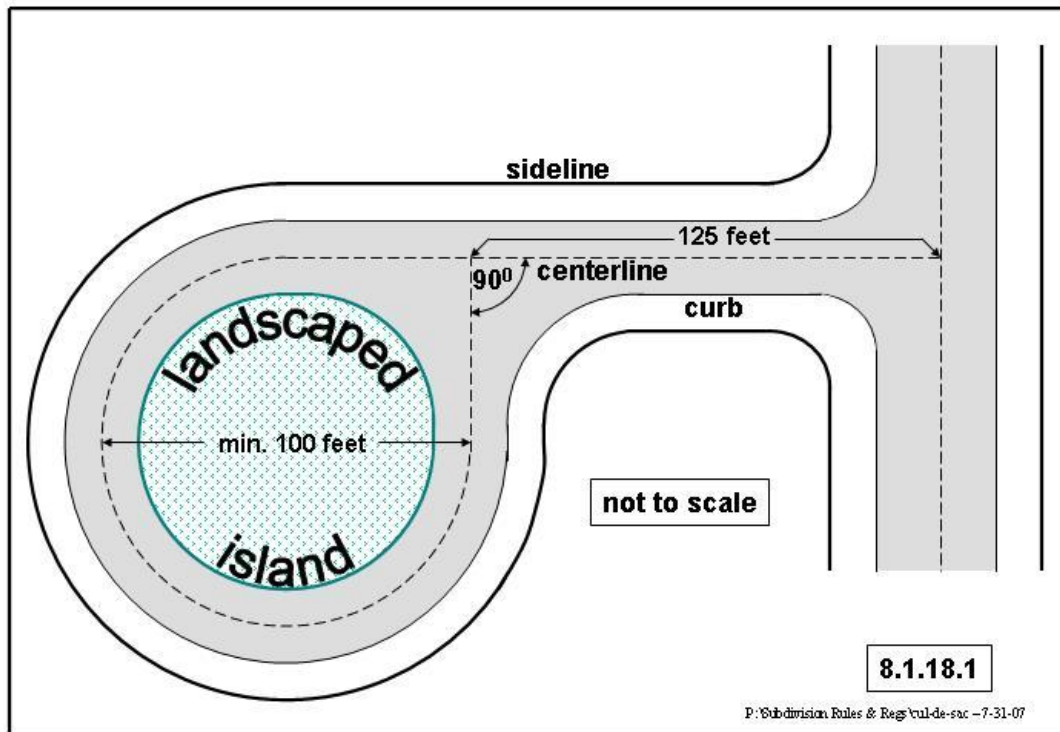 sideline
125 feet
90⁰
centerline
curb
landscaped
min. 100 feet
island
not to scale
8.1.18.1
P:\Subdivision Rules & Regs\cul-de-sac –7-31-07